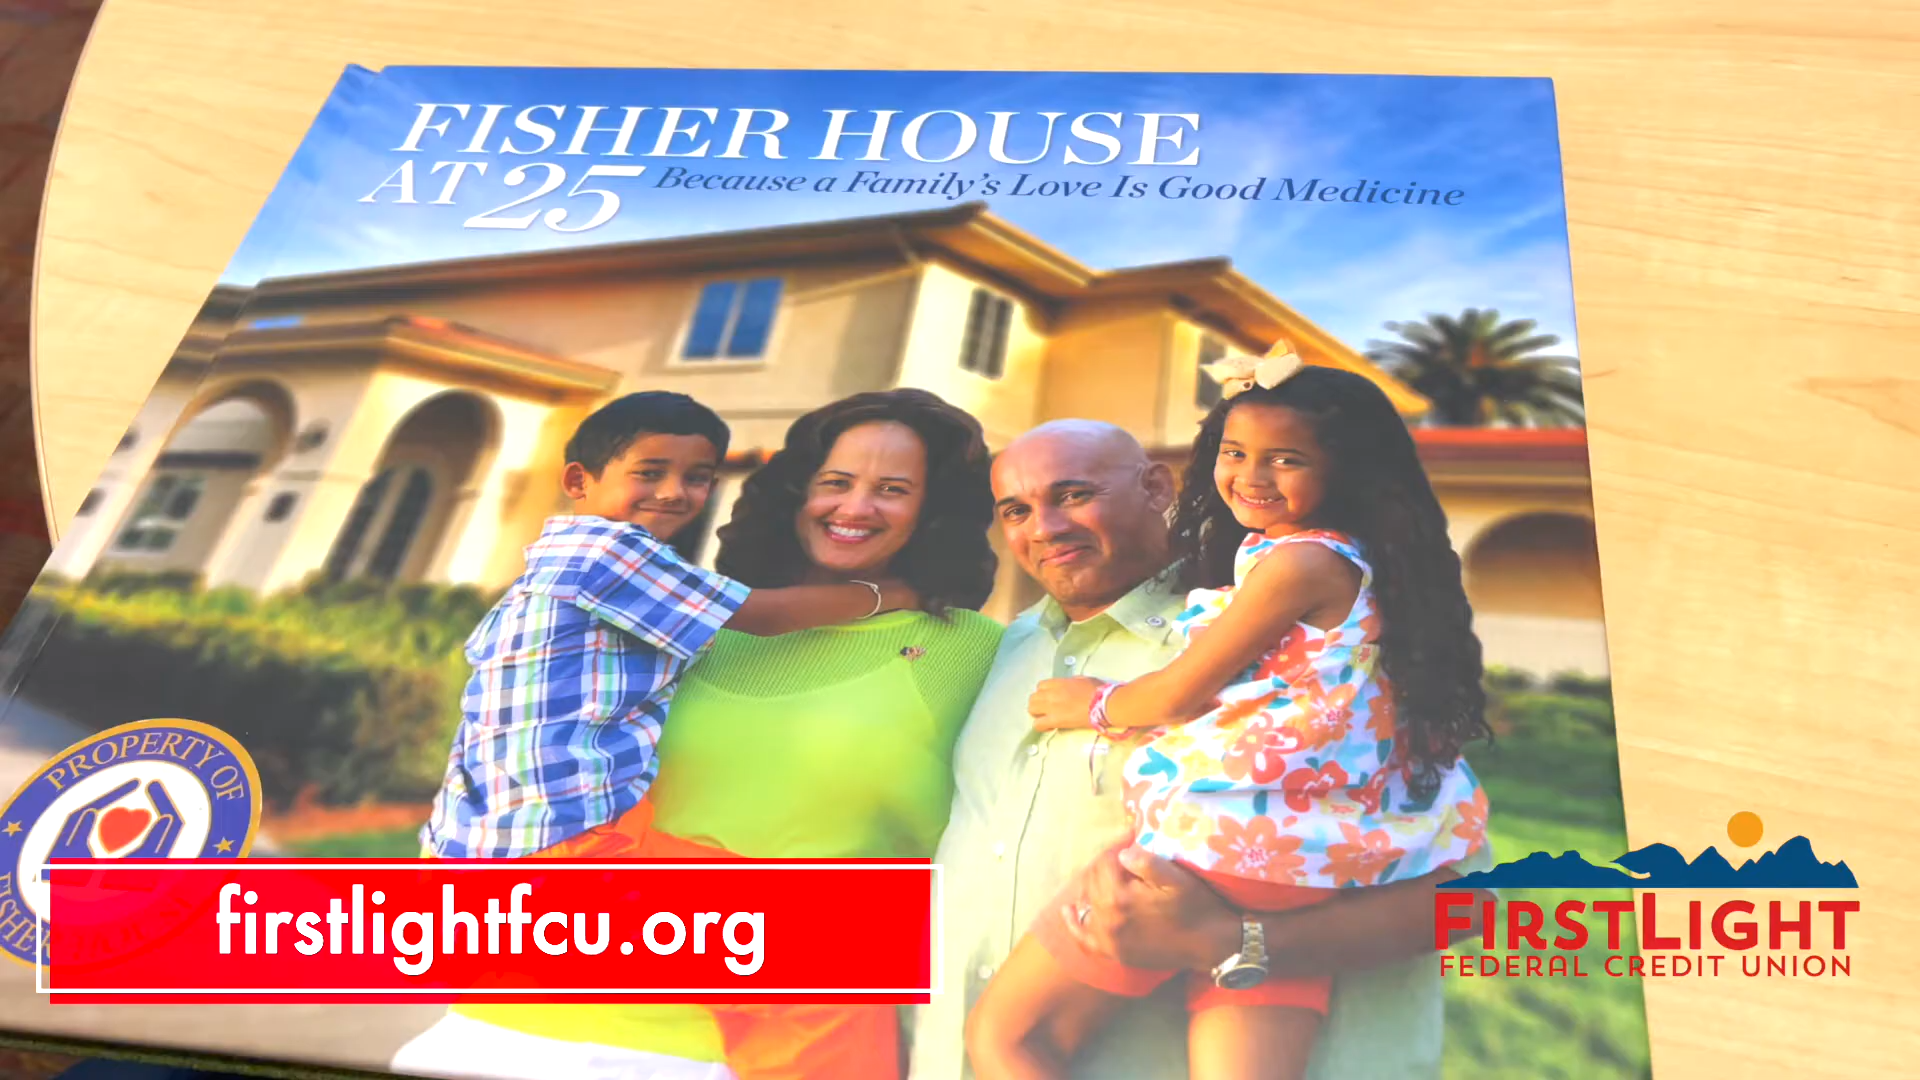 FISHER HOUSE
AT 25 Because a Family's Love Is Good Medicine
PROPERTY OF
firstlightfcu.org
FIRSTLIGHT
FEDERAL CREDIT UNION